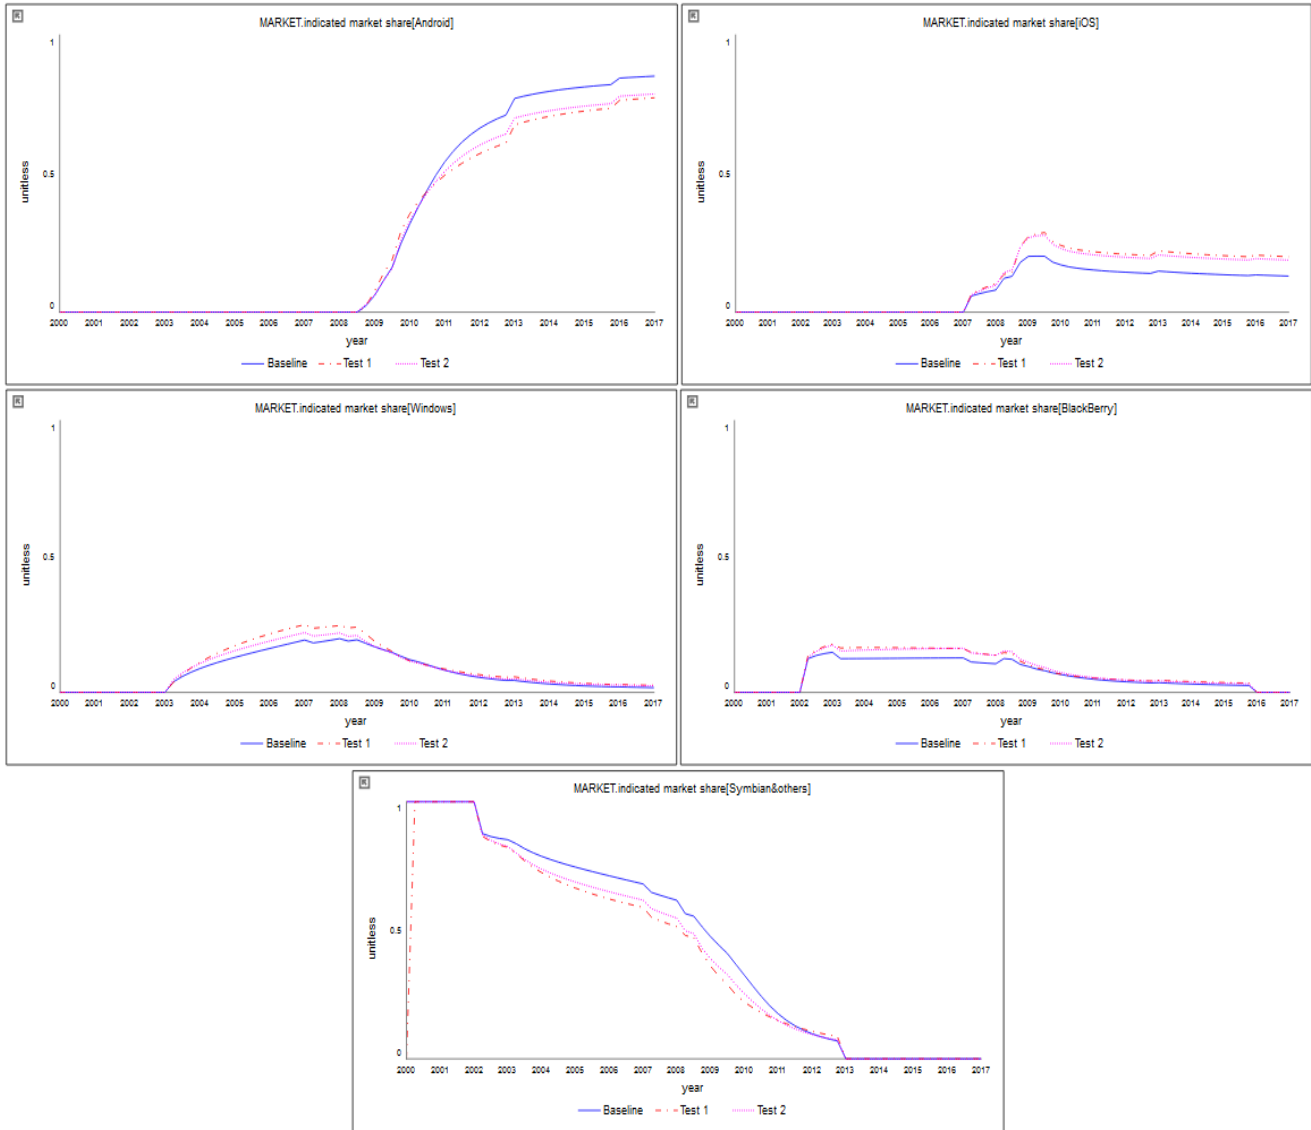 R
MARKET.indicated market share[Android]
1
0.5
0
unitless
2000 2001 2002 2003 2004 2005 2006 2007 2008 2009 2010 2011 2012 2013 2014 2015 2016 2017
year
Baseline Test 1 Test 2
R
MARKET.indicated market share[iOS]
1
0.5
0
unitless
2000 2001 2002 2003 2004 2005 2006 2007 2008 2009 2010 2011 2012 2013 2014 2015 2016 2017
year
Baseline Test 1 Test 2
R
MARKET.indicated market share[Windows]
1
0.5
0
unitless
2000 2001 2002 2003 2004 2005 2006 2007 2008 2009 2010 2011 2012 2013 2014 2015 2016 2017
year
Baseline Test 1 Test 2
R
MARKET.indicated market share[BlackBerry]
1
0.5
0
unitless
2000 2001 2002 2003 2004 2005 2006 2007 2008 2009 2010 2011 2012 2013 2014 2015 2016 2017
year
Baseline Test 1 Test 2
R
MARKET.indicated market share[Symbian&others]
1
0.5
0
unitless
2000 2001 2002 2003 2004 2005 2006 2007 2008 2009 2010 2011 2012 2013 2014 2015 2016 2017
year
Baseline Test 1 Test 2